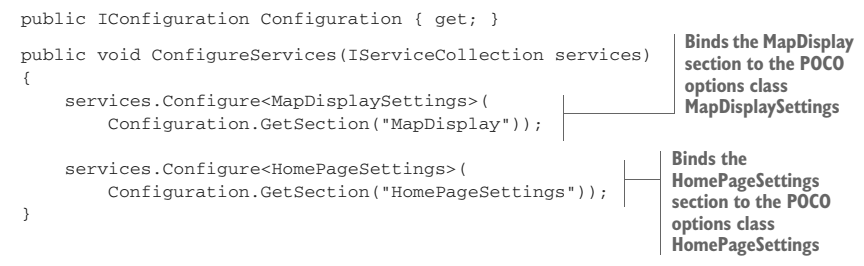 public IConfiguration Configuration { get; }
public void ConfigureServices(IServiceCollection services)
{
    services.Configure<MapDisplaySettings>(
        Configuration.GetSection("MapDisplay"));
    services.Configure<HomePageSettings>(
        Configuration.GetSection("HomePageSettings"));
}
Binds the MapDisplay
section to the POCO
options class
MapDisplaySettings
Binds the
HomePageSettings
section to the POCO
options class
HomePageSettings